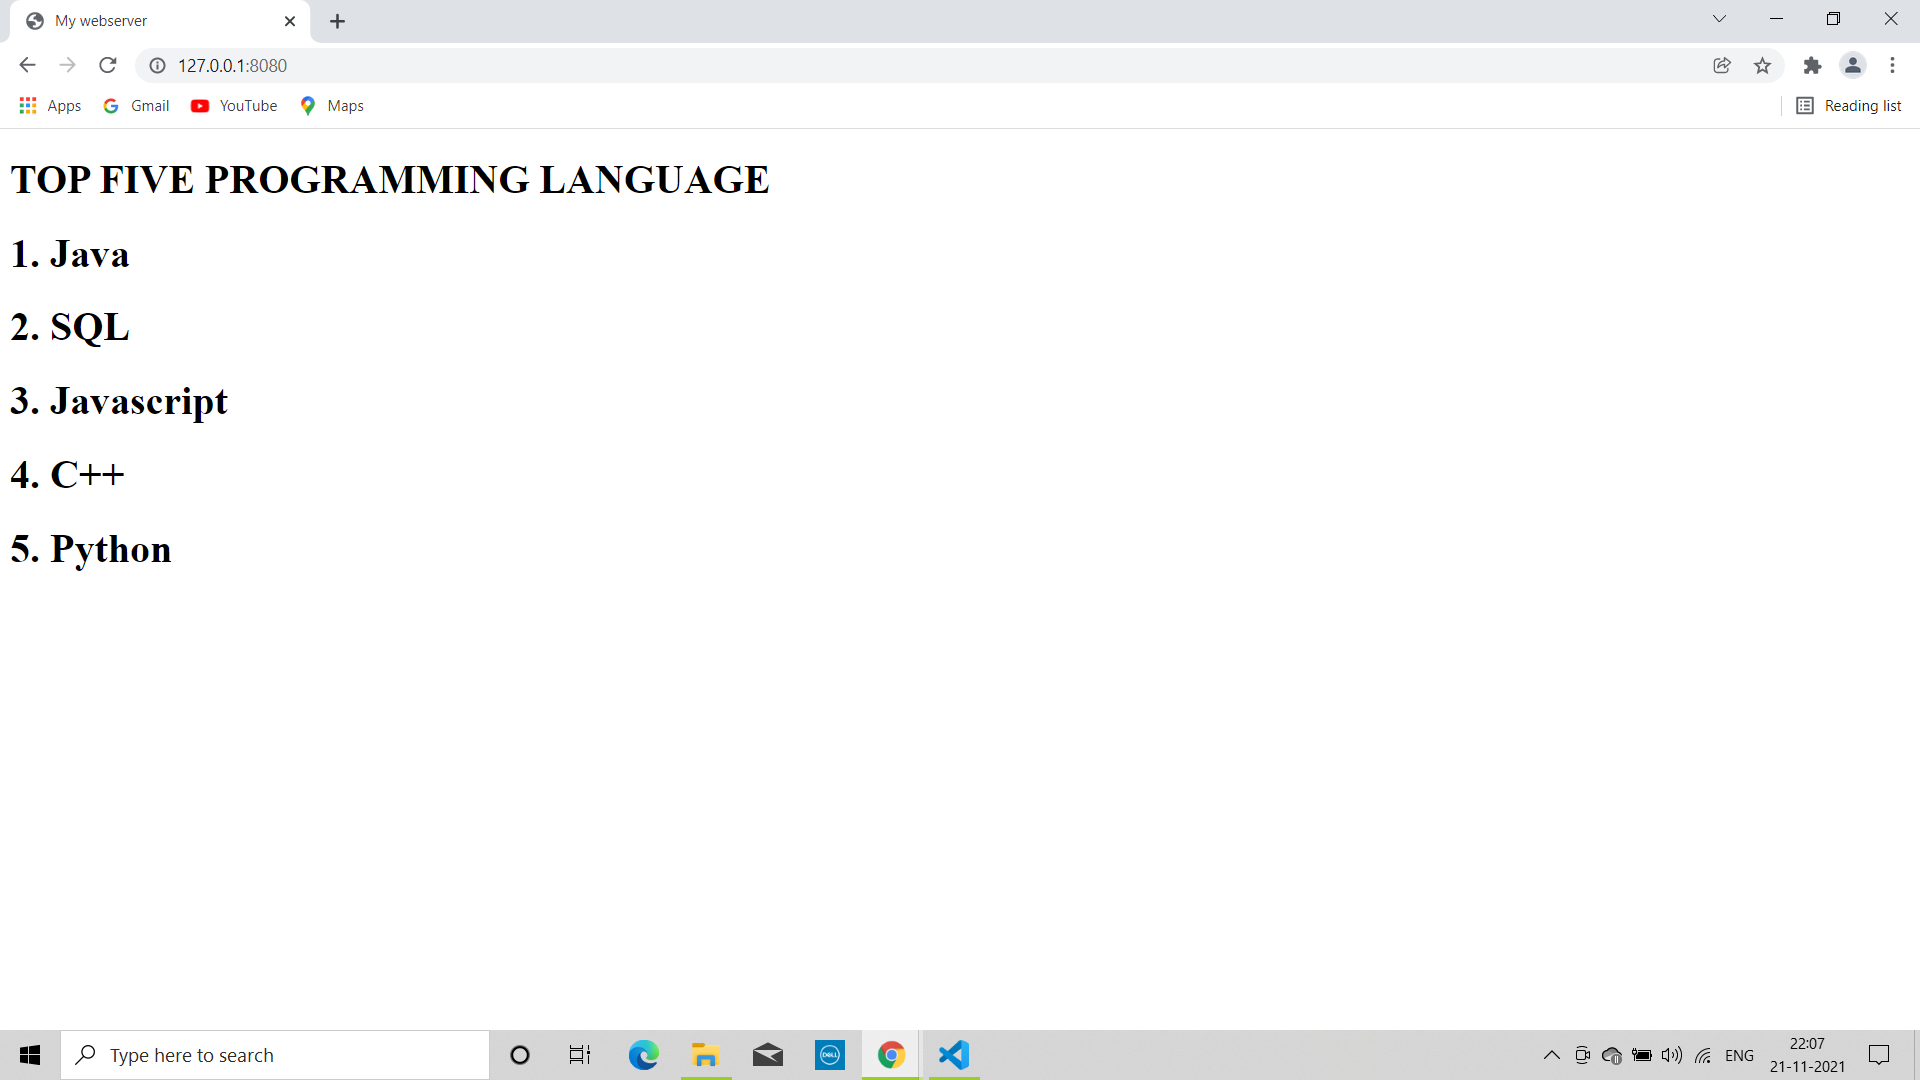 My webserver
127.0.0.1:8080
Apps Gmail YouTube Maps Reading list
TOP FIVE PROGRAMMING LANGUAGE
1. Java
2. SQL
3. Javascript
4. C++
5. Python
Type here to search DELL ENG 22:07
21-11-2021